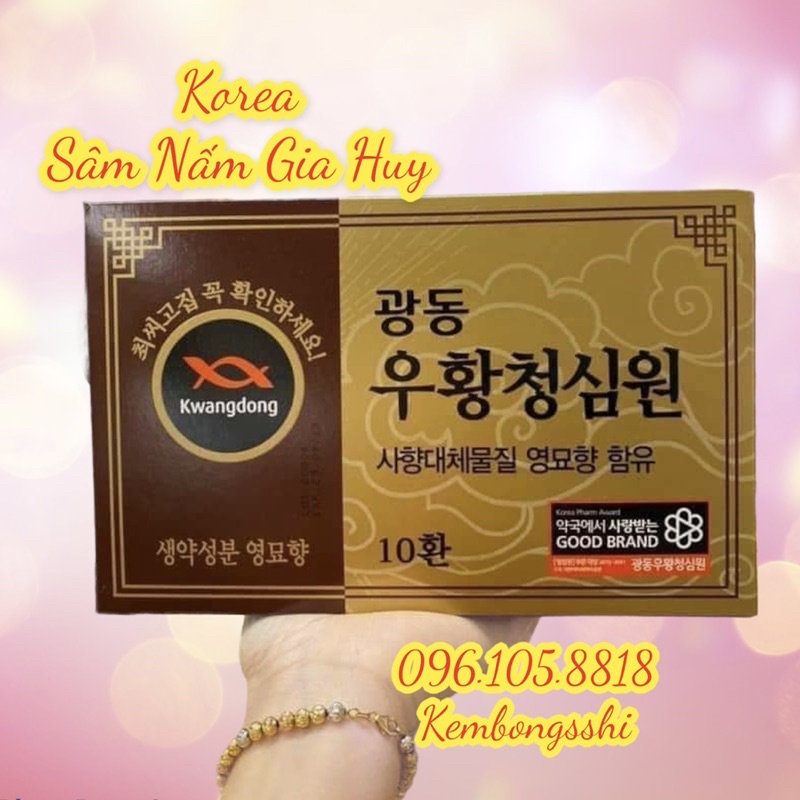 Korea
Sâm Nấm Gia Huy
최씨고집 꼭 확인하세요!
Kwangdong
생약성분 영묘향
광동
우황청심원
사향대체물질 영묘향 함유
10환
Korea Pharm Award
약국에서 사랑받는
GOOD BRAND
광동우황청심원
096.105.8818
Kembongsshi